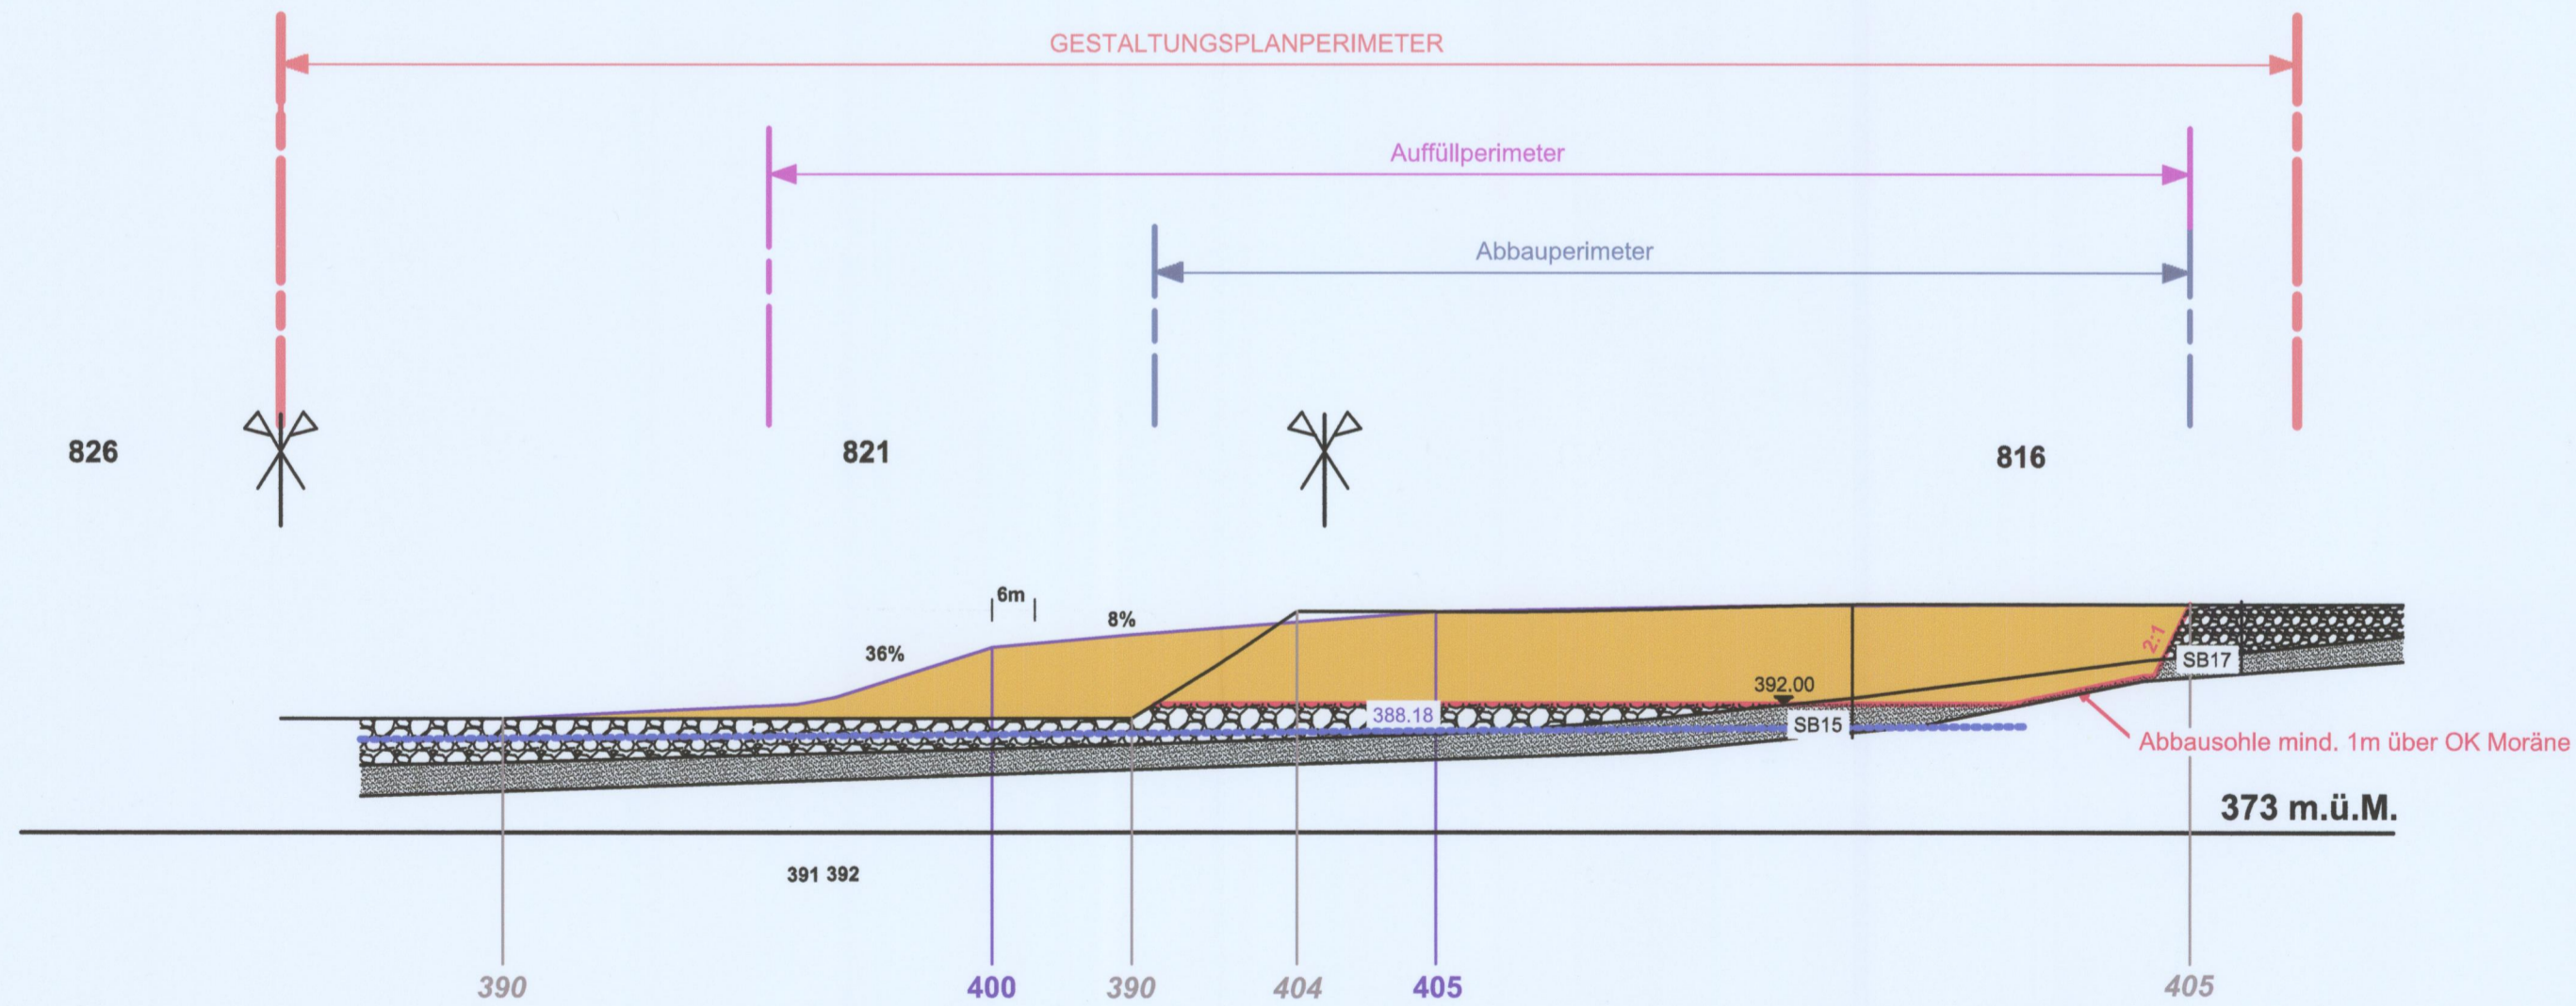 GESTALTUNGSPLANPERIMETER
Auffüllperimeter
Abbauperimeter
826
821
816
6m
8%
36%
2:1
SB17
392.00
388.18
SB15
Abbausohle mind. 1m über OK Moräne
373 m.ü.M.
391 392
390 400 390 404 405 405